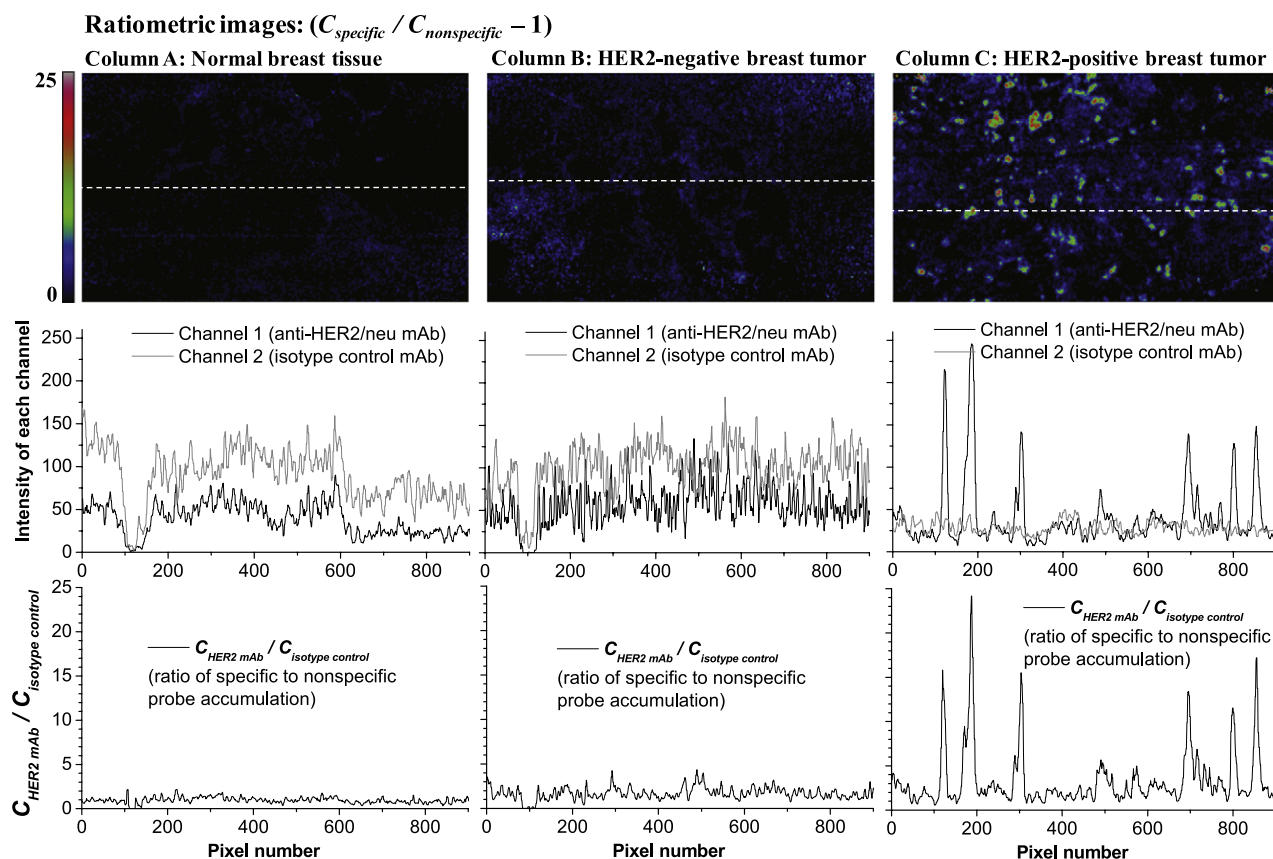 Ratiometric images: (C_specific / C_nonspecific – 1)
Column A: Normal breast tissue
Column B: HER2-negative breast tumor
Column C: HER2-positive breast tumor
25
0
Intensity of each channel
250
200
150
100
50
0
Channel 1 (anti-HER2/neu mAb)
Channel 2 (isotype control mAb)
0 200 400 600 800
Channel 1 (anti-HER2/neu mAb)
Channel 2 (isotype control mAb)
0 200 400 600 800
Channel 1 (anti-HER2/neu mAb)
Channel 2 (isotype control mAb)
0 200 400 600 800
C_HER2 mAb / C_isotype control
25
20
15
10
5
0
C_HER2 mAb / C_isotype control
(ratio of specific to nonspecific
probe accumulation)
0 200 400 600 800
Pixel number
C_HER2 mAb / C_isotype control
(ratio of specific to nonspecific
probe accumulation)
0 200 400 600 800
Pixel number
C_HER2 mAb / C_isotype control
(ratio of specific to nonspecific
probe accumulation)
0 200 400 600 800
Pixel number